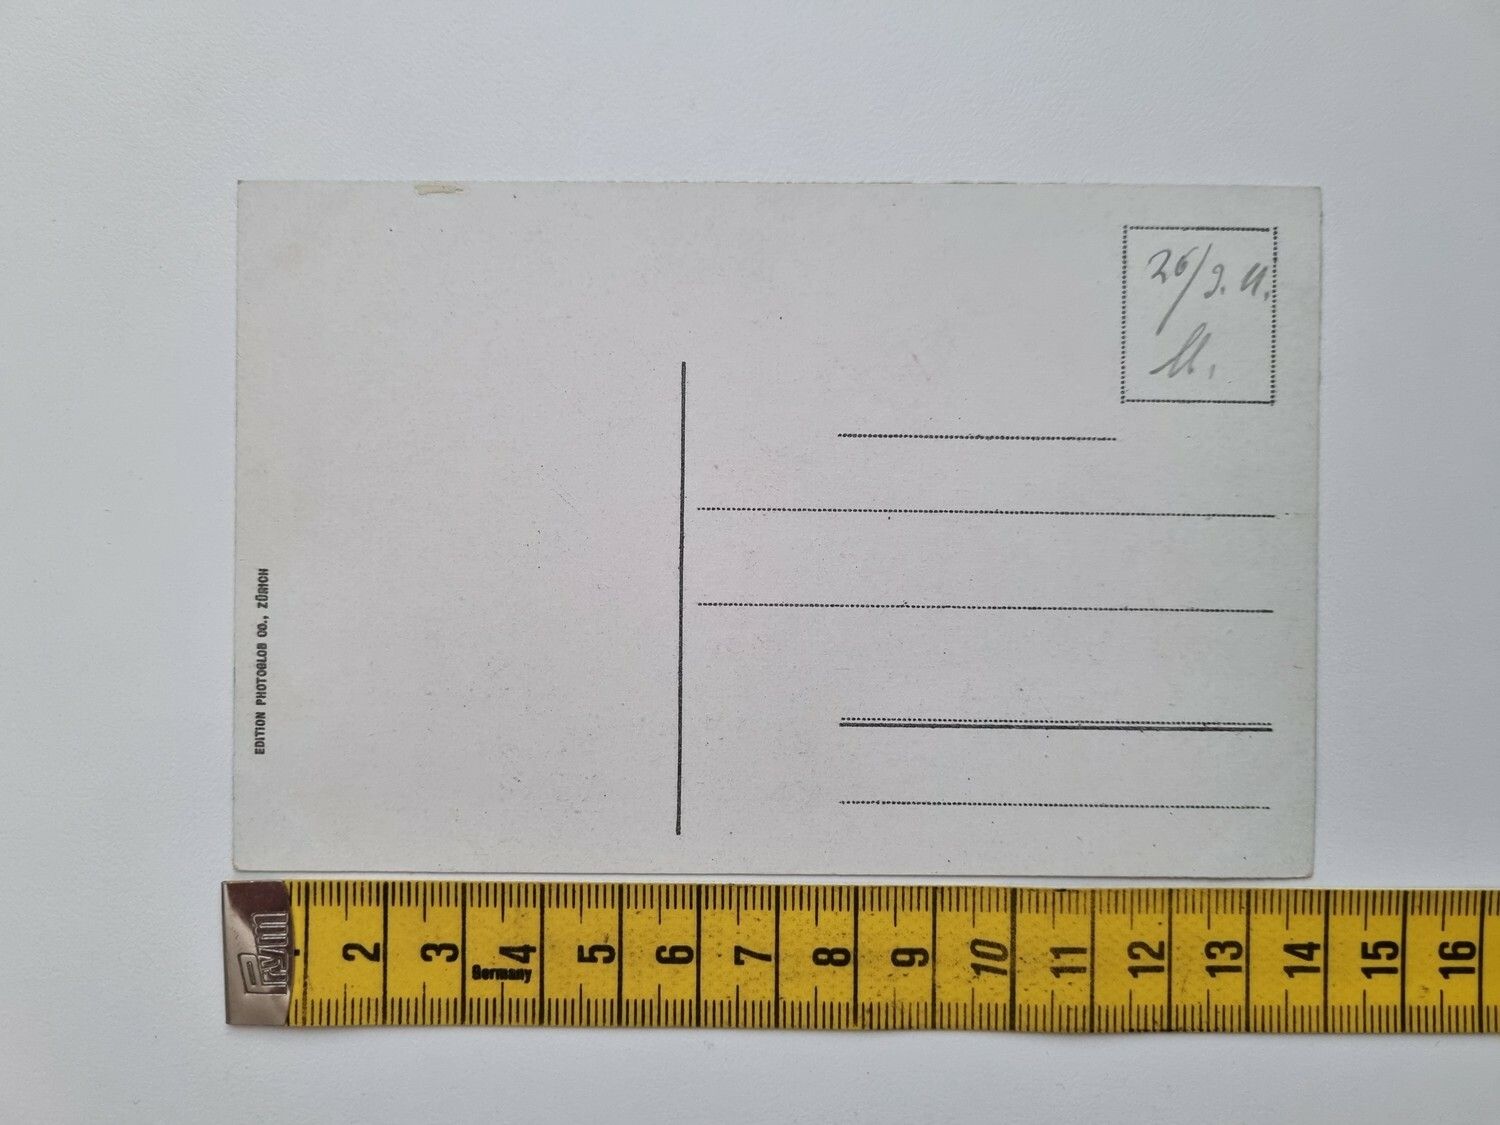 26/9. 11.
M.
EDITION PHOTOGLOB CO., ZÜRICH
Prym
2 3 4 5 6 7 8 9 10 11 12 13 14 15 16
Germany